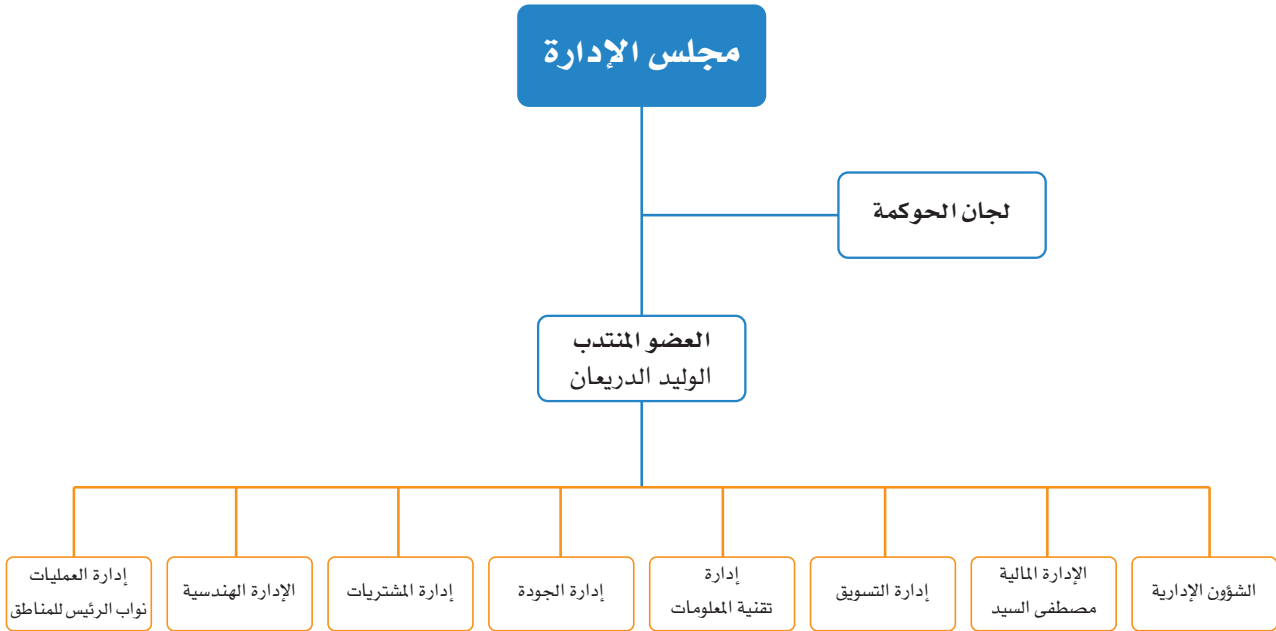 مجلس الإدارة
لجان الحوكمة
العضو المنتدب
الوليد الدريعان
الشؤون الإدارية
الإدارة المالية
مصطفى السيد
إدارة التسويق
إدارة
تقنية المعلومات
إدارة الجودة
إدارة المشتريات
الإدارة الهندسية
إدارة العمليات
نواب الرئيس للمناطق